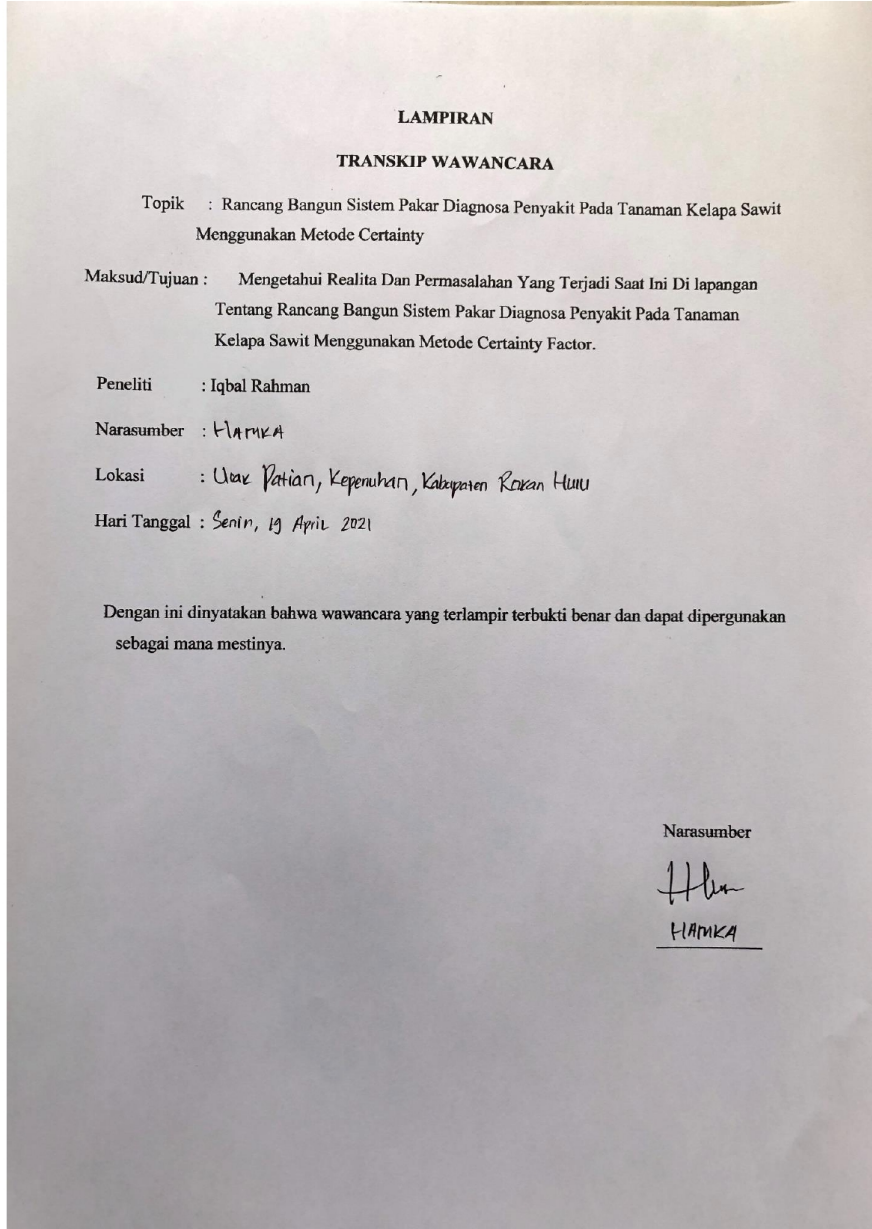 LAMPIRAN
TRANSKIP WAWANCARA
Topik : Rancang Bangun Sistem Pakar Diagnosa Penyakit Pada Tanaman Kelapa Sawit
Menggunakan Metode Certainty
Maksud/Tujuan : Mengetahui Realita Dan Permasalahan Yang Terjadi Saat Ini Di lapangan
Tentang Rancang Bangun Sistem Pakar Diagnosa Penyakit Pada Tanaman
Kelapa Sawit Menggunakan Metode Certainty Factor.
Peneliti : Iqbal Rahman
Narasumber : HAMKA
Lokasi : Ulak Patian, Kepenuhan, Kabupaten Rokan Hulu
Hari Tanggal : Senin, 19 April 2021
Dengan ini dinyatakan bahwa wawancara yang terlampir terbukti benar dan dapat dipergunakan
sebagai mana mestinya.
Narasumber
HAMKA